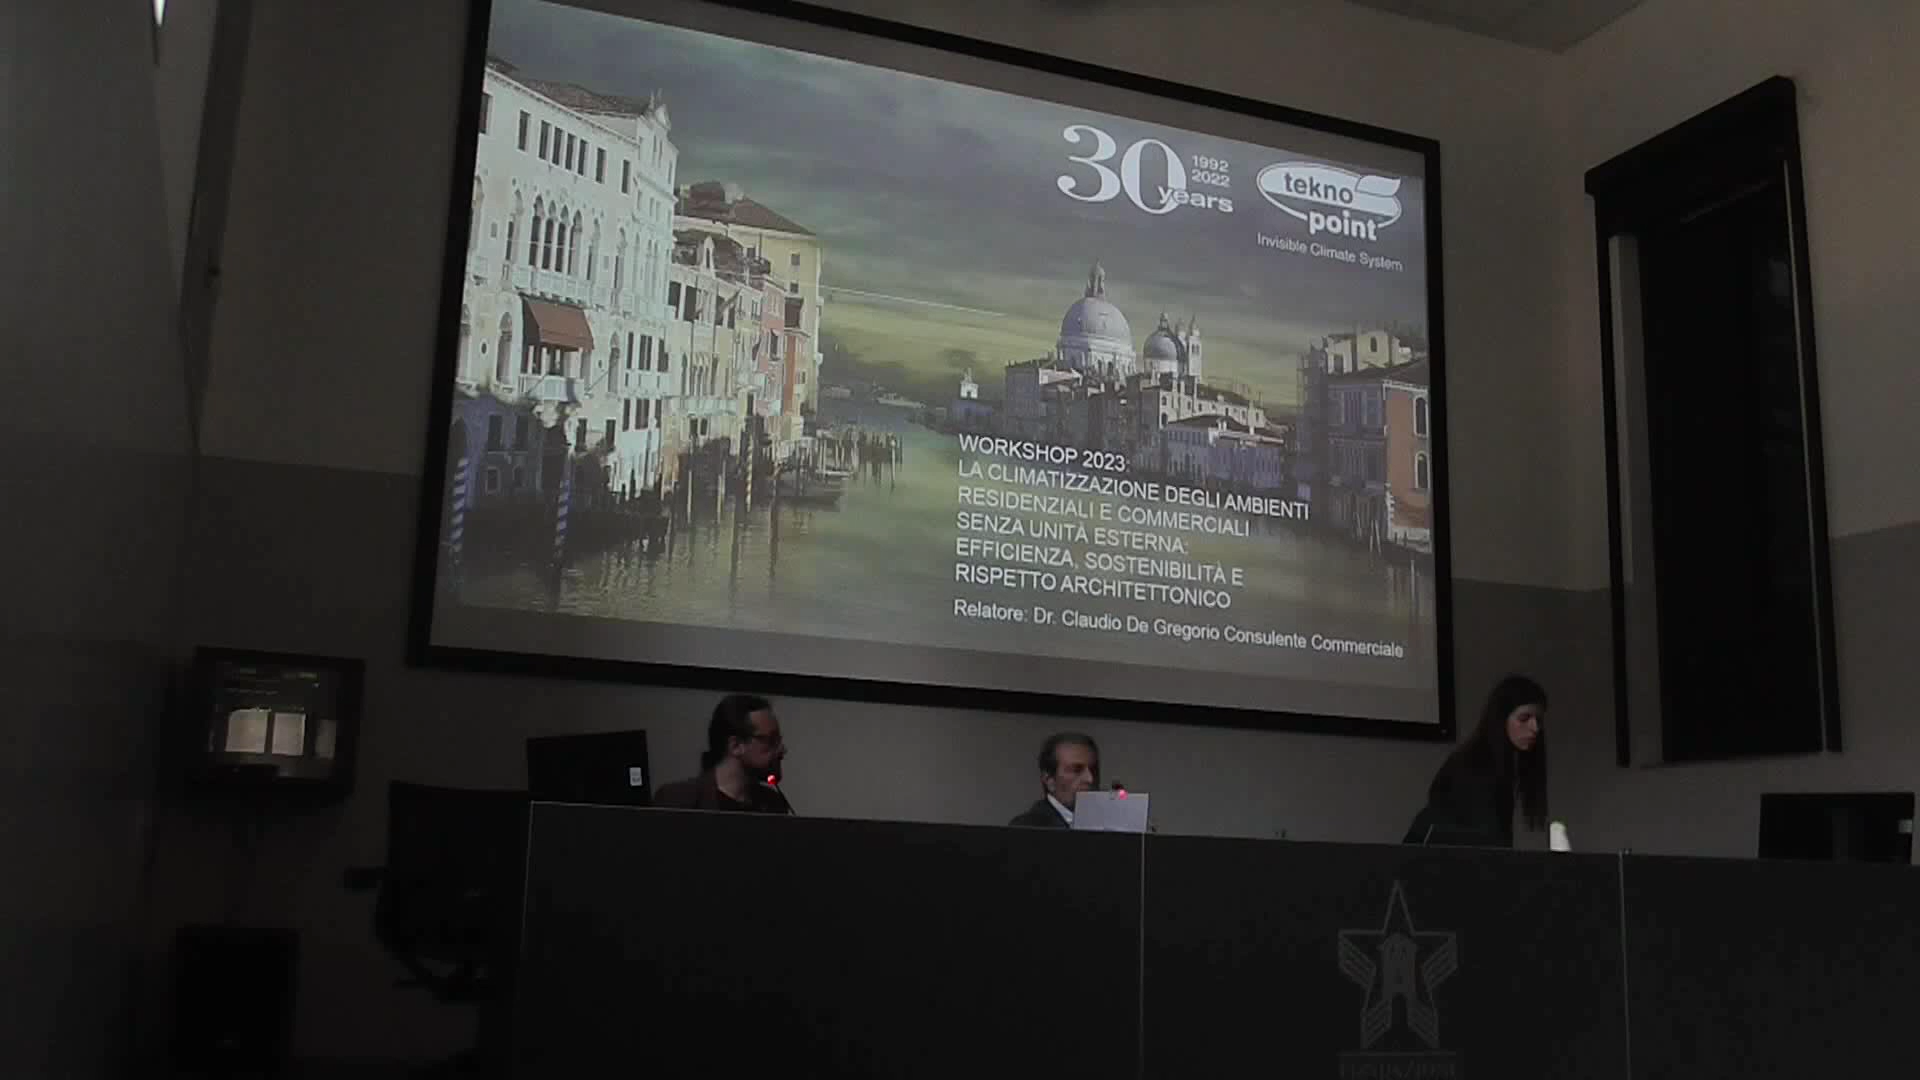 30
1992
2022
years
tekno
point
Invisible Climate System
WORKSHOP 2023:
LA CLIMATIZZAZIONE DEGLI AMBIENTI
RESIDENZIALI E COMMERCIALI
SENZA UNITÀ ESTERNA:
EFFICIENZA, SOSTENIBILITÀ E
RISPETTO ARCHITETTONICO
Relatore: Dr. Claudio De Gregorio Consulente Commerciale